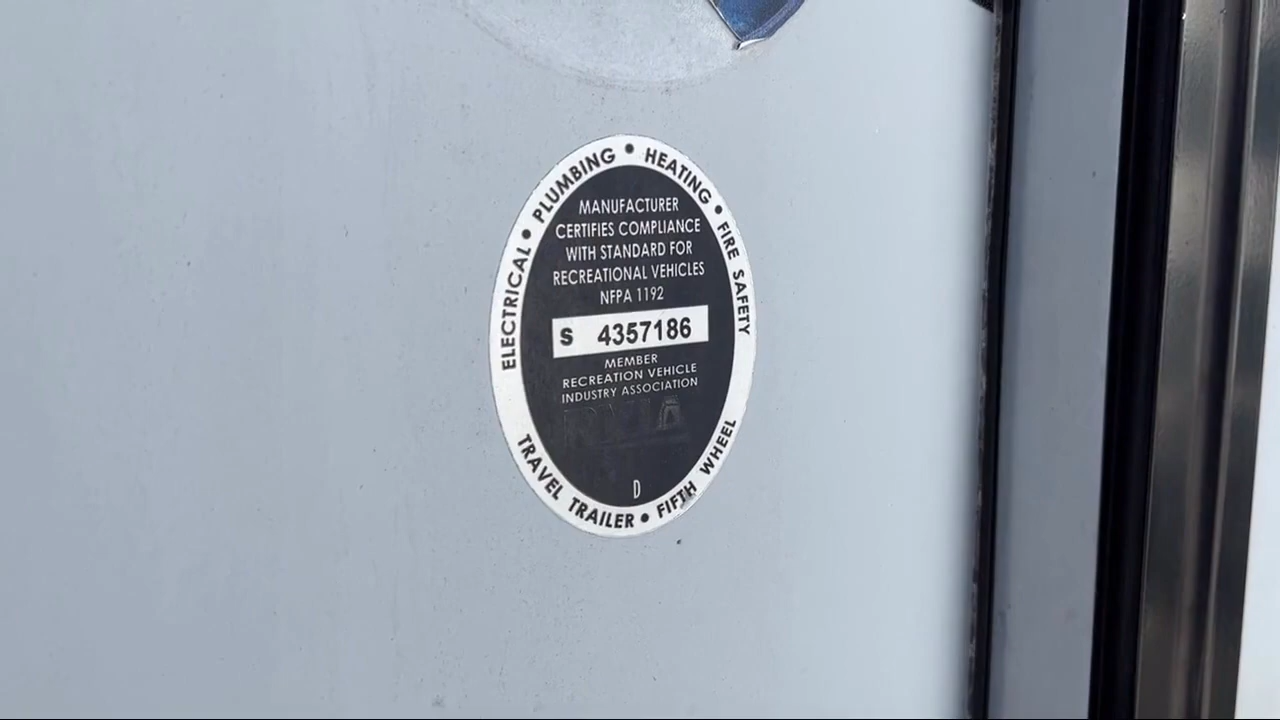 ELECTRICAL • PLUMBING • HEATING • FIRE SAFETY
MANUFACTURER
CERTIFIES COMPLIANCE
WITH STANDARD FOR
RECREATIONAL VEHICLES
NFPA 1192
S 4357186
MEMBER
RECREATION VEHICLE
INDUSTRY ASSOCIATION
RVIA
D
TRAVEL TRAILER • FIFTH WHEEL